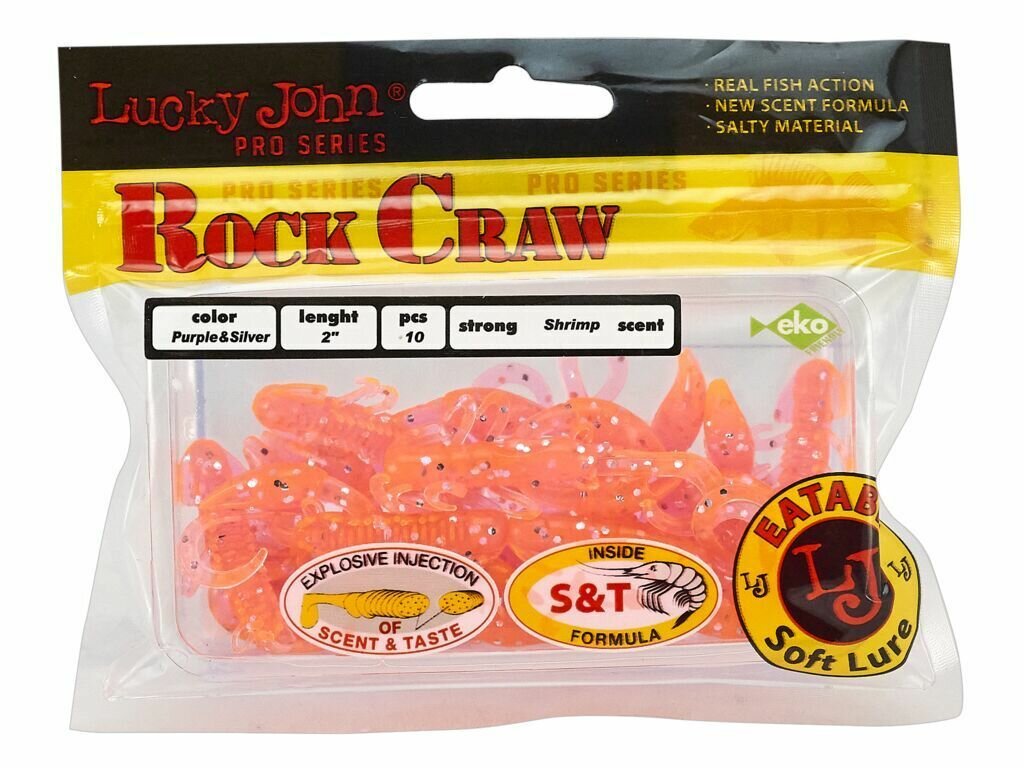 Lucky John®
PRO SERIES
· REAL FISH ACTION
· NEW SCENT FORMULA
· SALTY MATERIAL
PRO SERIES PRO SERIES
ROCK CRAW
color
Purple&Silver
lenght
2"
pcs
10
strong Shrimp scent
eko
FRIENDLY
EXPLOSIVE INJECTION
OF
SCENT & TASTE
INSIDE
S&T
FORMULA
LJ LJ LJ
Soft Lure